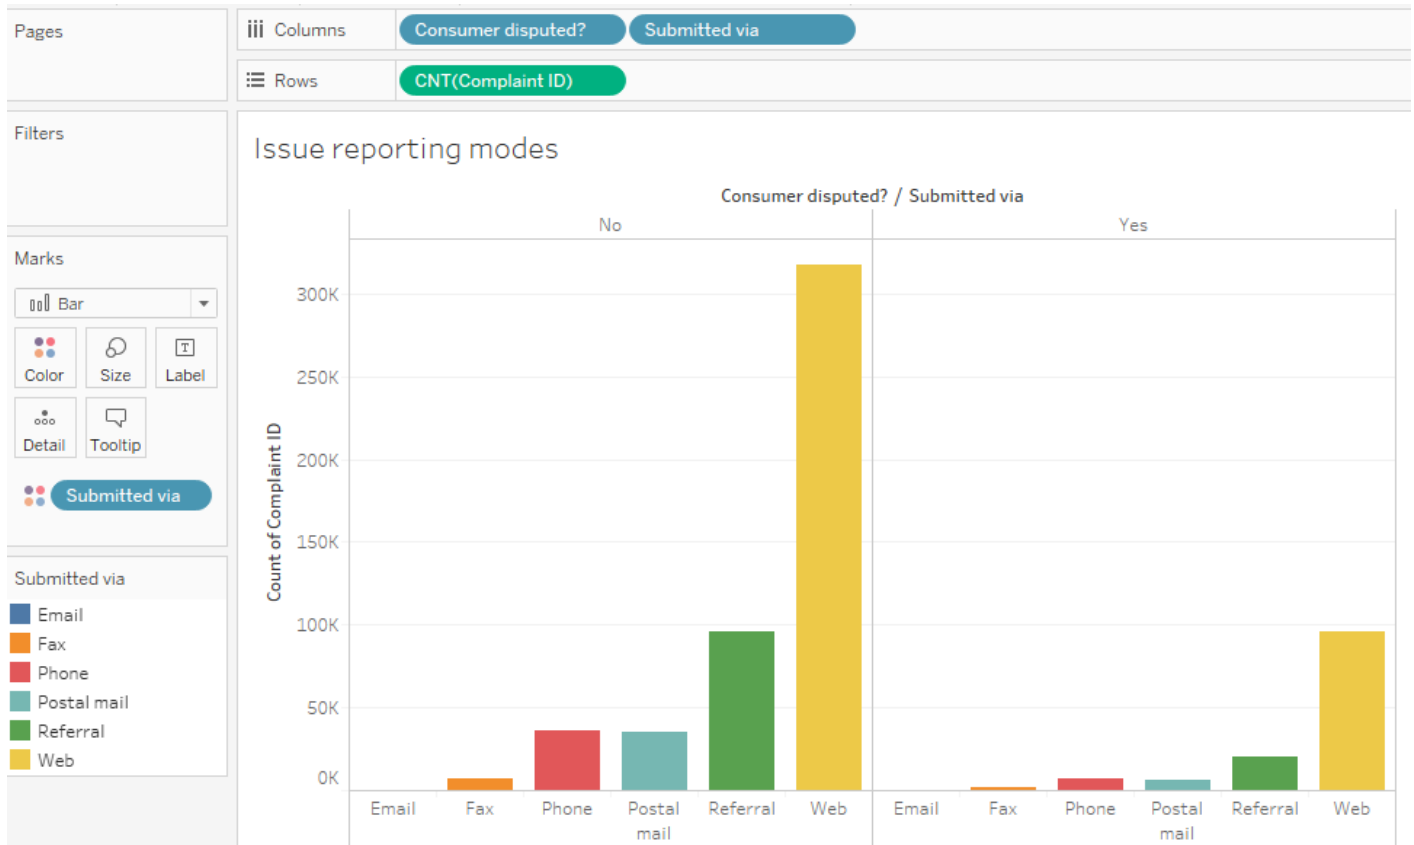 Pages
Columns
Consumer disputed?
Submitted via
Rows
CNT(Complaint ID)
Filters
Marks
Bar
Color
Size
T
Label
Detail
Tooltip
Submitted via
Submitted via
Email
Fax
Phone
Postal mail
Referral
Web
Issue reporting modes
Consumer disputed? / Submitted via
No
Yes
Count of Complaint ID
300K
250K
200K
150K
100K
50K
0K
Email
Fax
Phone
Postal
mail
Referral
Web
Email
Fax
Phone
Postal
mail
Referral
Web